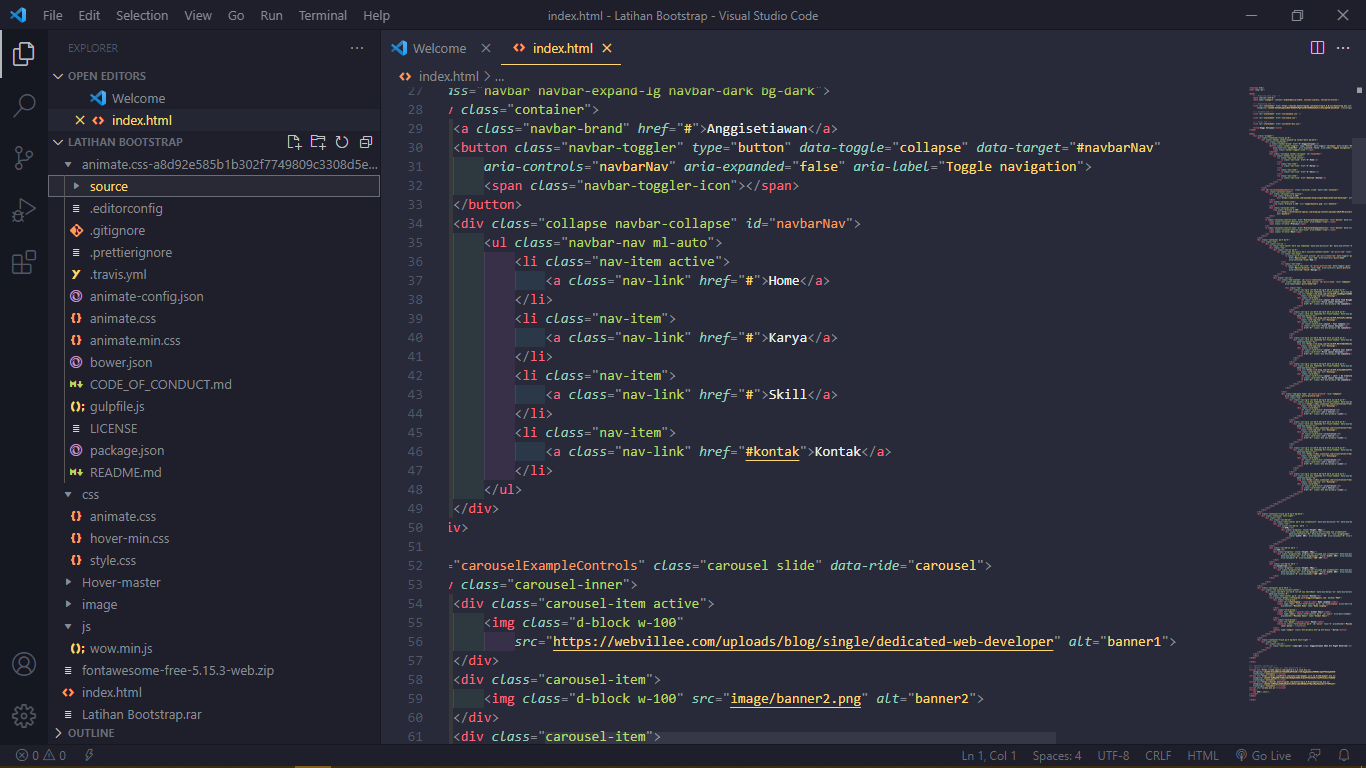 File Edit Selection View Go Run Terminal Help
index.html - Latihan Bootstrap - Visual Studio Code
EXPLORER
OPEN EDITORS
Welcome
index.html
LATIHAN BOOTSTRAP
animate.css-a8d92e585b1b302f7749809c3308d5e...
source
.editorconfig
.gitignore
.prettierignore
.travis.yml
animate-config.json
animate.css
animate.min.css
bower.json
CODE_OF_CONDUCT.md
gulpfile.js
LICENSE
package.json
README.md
css
animate.css
hover-min.css
style.css
Hover-master
image
js
wow.min.js
fontawesome-free-5.15.3-web.zip
index.html
Latihan Bootstrap.rar
OUTLINE
Welcome
index.html
index.html > ...
27 ass="navbar navbar-expand-lg navbar-dark bg-dark">
28 class="container">
29 <a class="navbar-brand" href="#">Anggisetiawan</a>
30 <button class="navbar-toggler" type="button" data-toggle="collapse" data-target="#navbarNav"
31 aria-controls="navbarNav" aria-expanded="false" aria-label="Toggle navigation">
32 <span class="navbar-toggler-icon"></span>
33 </button>
34 <div class="collapse navbar-collapse" id="navbarNav">
35 <ul class="navbar-nav ml-auto">
36 <li class="nav-item active">
37 <a class="nav-link" href="#">Home</a>
38 </li>
39 <li class="nav-item">
40 <a class="nav-link" href="#">Karya</a>
41 </li>
42 <li class="nav-item">
43 <a class="nav-link" href="#">Skill</a>
44 </li>
45 <li class="nav-item">
46 <a class="nav-link" href="#kontak">Kontak</a>
47 </li>
48 </ul>
49 </div>
50 iv>
51
52 ="carouselExampleControls" class="carousel slide" data-ride="carousel">
53 class="carousel-inner">
54 <div class="carousel-item active">
55 <img class="d-block w-100"
56 src="https://webvillee.com/uploads/blog/single/dedicated-web-developer" alt="banner1">
57 </div>
58 <div class="carousel-item">
59 <img class="d-block w-100" src="image/banner2.png" alt="banner2">
60 </div>
61 <div class="carousel-item">
0 0
Ln 1, Col 1 Spaces: 4 UTF-8 CRLF HTML Go Live